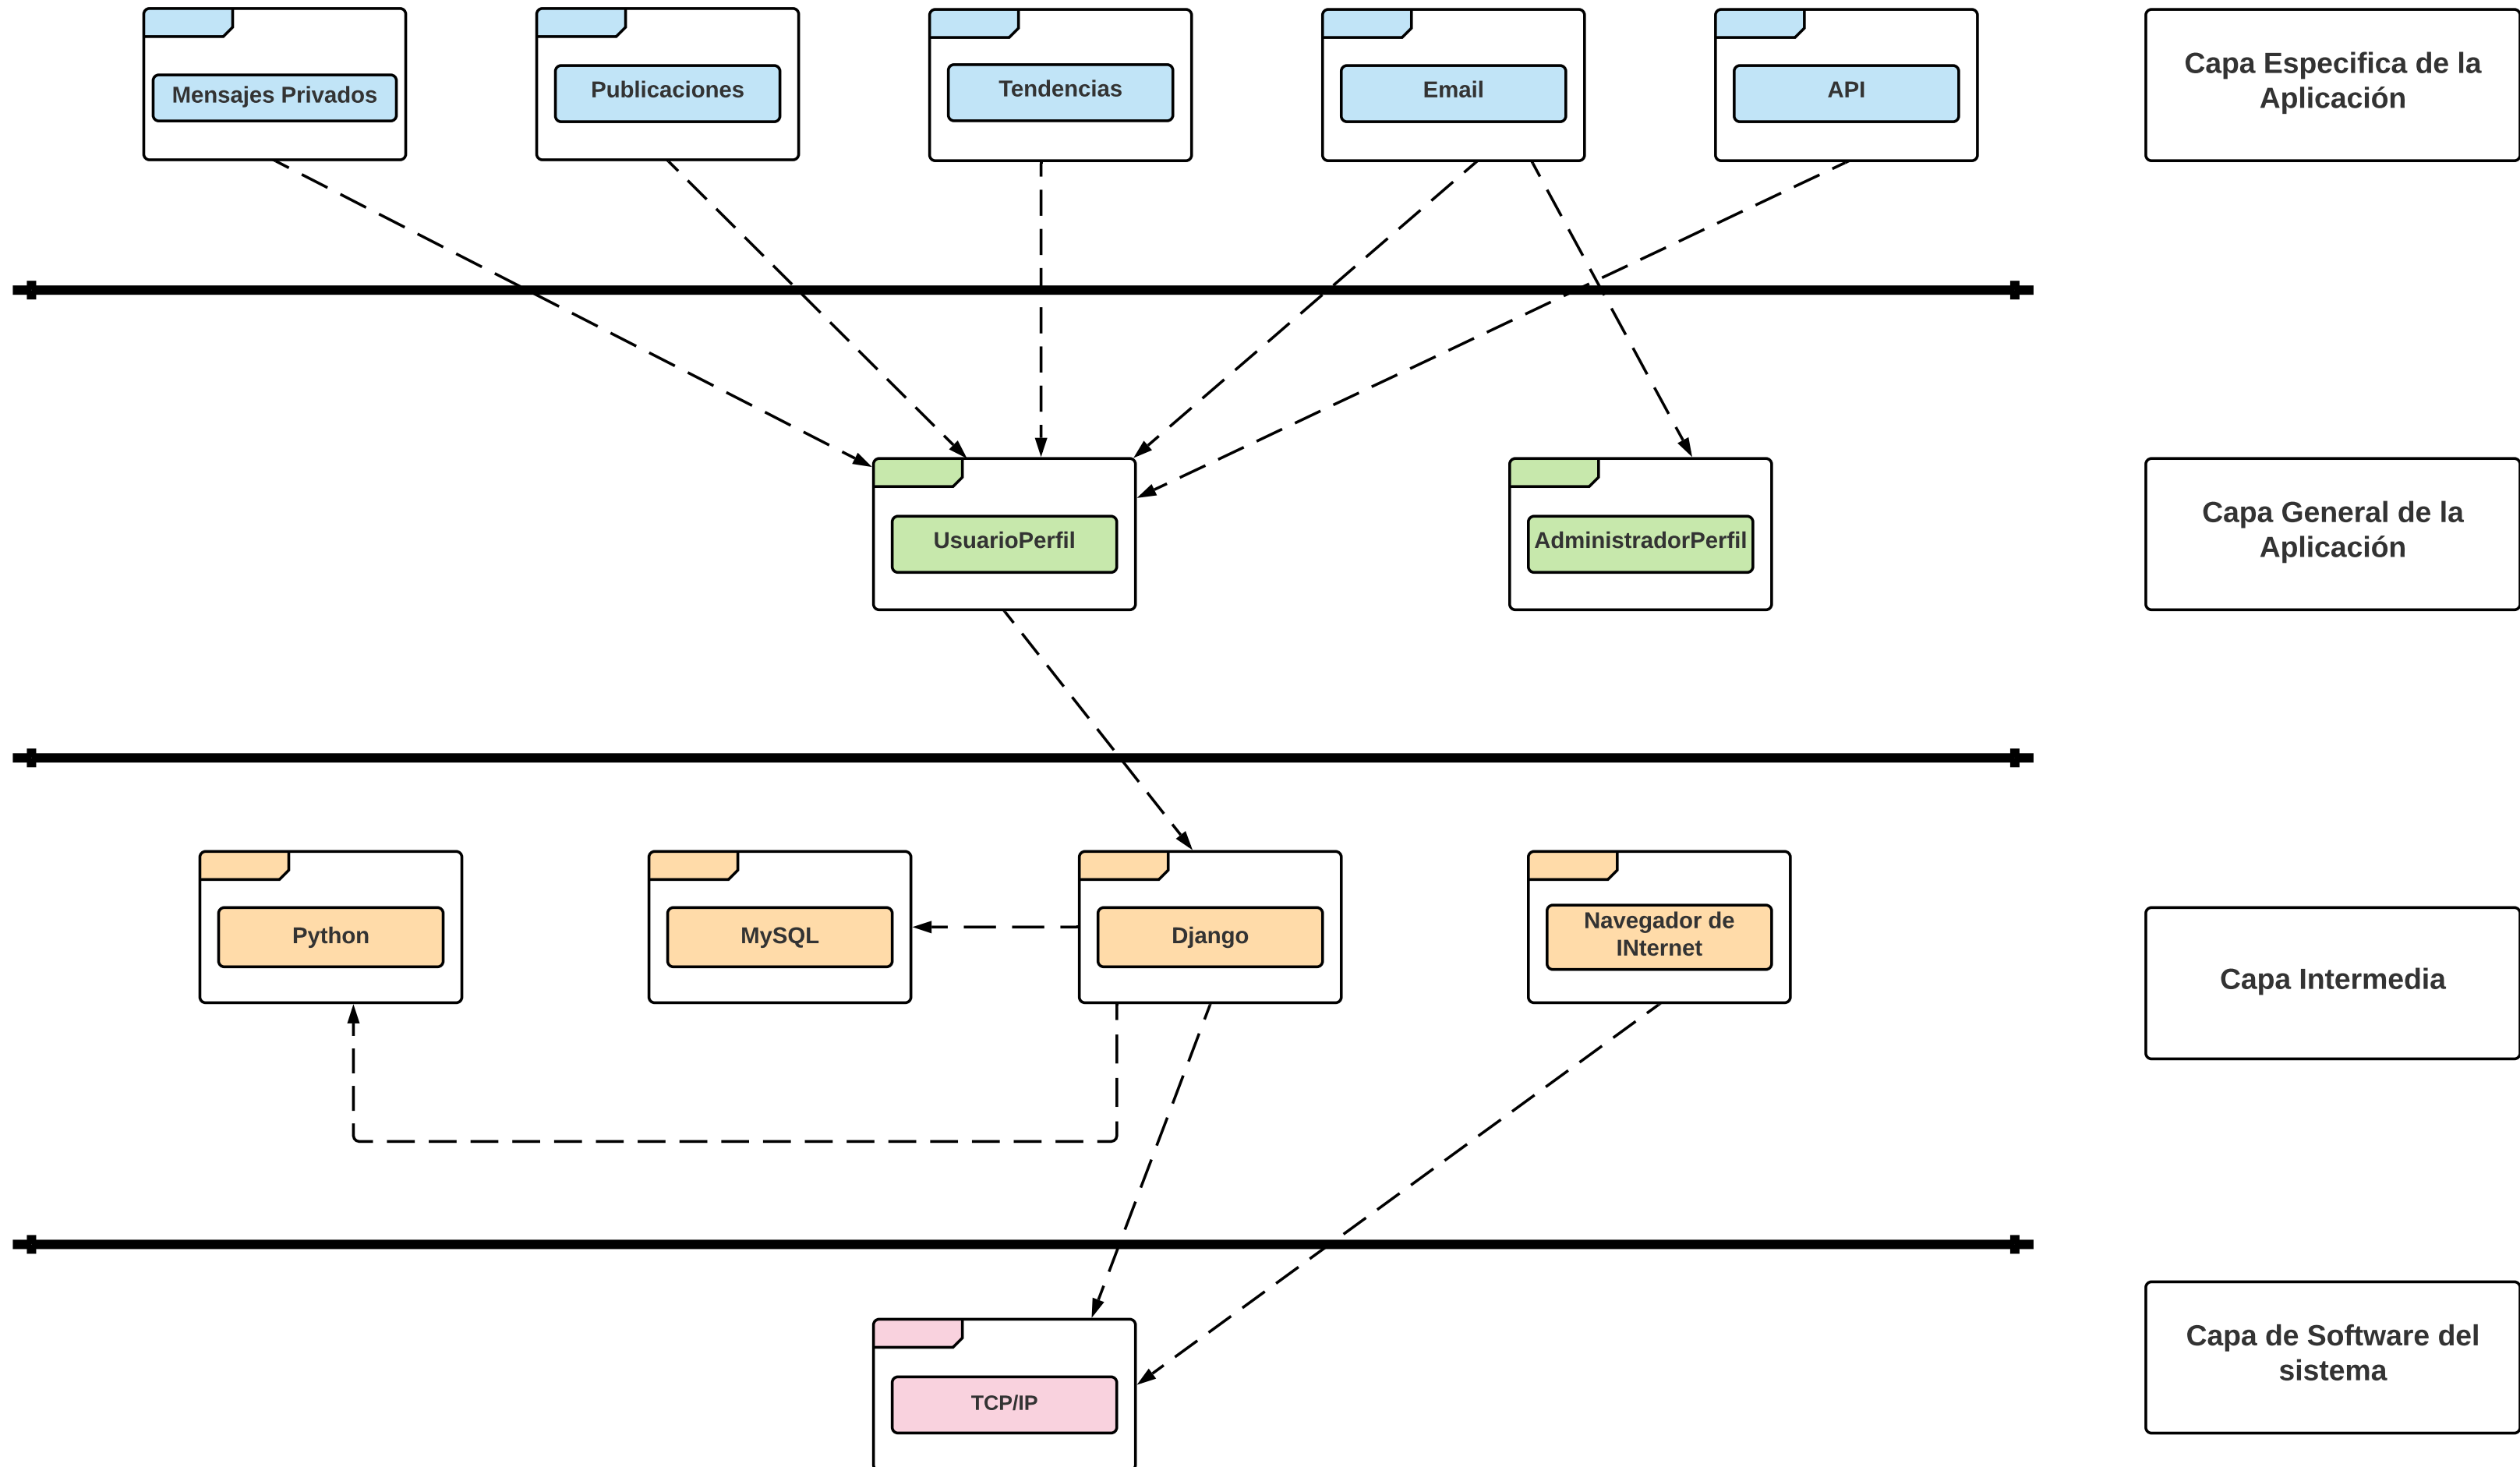 Mensajes Privados
Publicaciones
Tendencias
Email
API
Capa Especifica de la
Aplicación
UsuarioPerfil
AdministradorPerfil
Capa General de la
Aplicación
Python
MySQL
Django
Navegador de
INternet
Capa Intermedia
TCP/IP
Capa de Software del
sistema